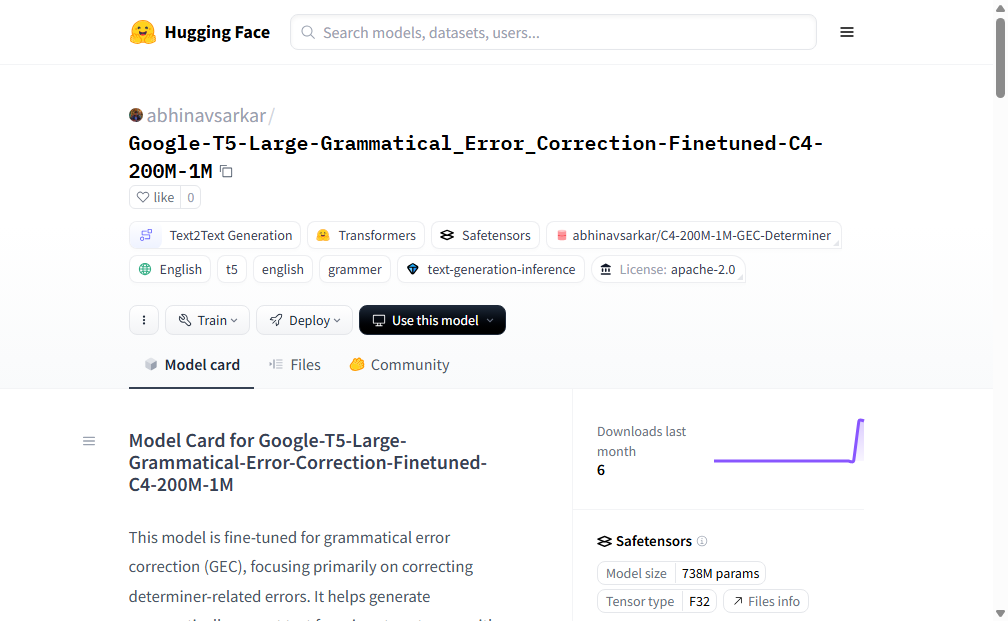 Hugging Face
Search models, datasets, users...
abhinavsarkar/
Google-T5-Large-Grammatical_Error_Correction-Finetuned-C4-
200M-1M
like 0
Text2Text Generation Transformers Safetensors abhinavsarkar/C4-200M-1M-GEC-Determiner
English t5 english grammer text-generation-inference License: apache-2.0
Train Deploy Use this model
Model card Files Community
Model Card for Google-T5-Large-
Grammatical-Error-Correction-Finetuned-
C4-200M-1M
This model is fine-tuned for grammatical error
correction (GEC), focusing primarily on correcting
determiner-related errors. It helps generate
Downloads last
month
6
Safetensors
Model size 738M params
Tensor type F32 Files info